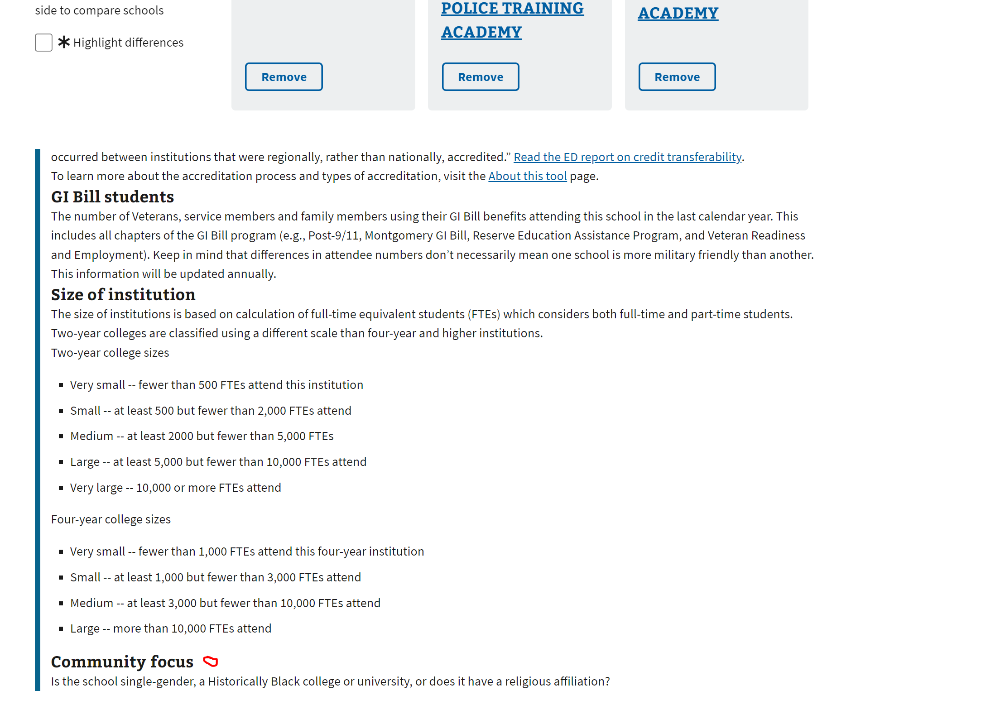 side to compare schools
Highlight differences
POLICE TRAINING
ACADEMY
ACADEMY
Remove
Remove
Remove
occurred between institutions that were regionally, rather than nationally, accredited.” Read the ED report on credit transferability.
To learn more about the accreditation process and types of accreditation, visit the About this tool page.
GI Bill students
The number of Veterans, service members and family members using their GI Bill benefits attending this school in the last calendar year. This
includes all chapters of the GI Bill program (e.g., Post-9/11, Montgomery GI Bill, Reserve Education Assistance Program, and Veteran Readiness
and Employment). Keep in mind that differences in attendee numbers don’t necessarily mean one school is more military friendly than another.
This information will be updated annually.
Size of institution
The size of institutions is based on calculation of full-time equivalent students (FTEs) which considers both full-time and part-time students.
Two-year colleges are classified using a different scale than four-year and higher institutions.
Two-year college sizes
Very small -- fewer than 500 FTEs attend this institution
Small -- at least 500 but fewer than 2,000 FTEs attend
Medium -- at least 2000 but fewer than 5,000 FTEs
Large -- at least 5,000 but fewer than 10,000 FTEs attend
Very large -- 10,000 or more FTEs attend
Four-year college sizes
Very small -- fewer than 1,000 FTEs attend this four-year institution
Small -- at least 1,000 but fewer than 3,000 FTEs attend
Medium -- at least 3,000 but fewer than 10,000 FTEs attend
Large -- more than 10,000 FTEs attend
Community focus
Is the school single-gender, a Historically Black college or university, or does it have a religious affiliation?